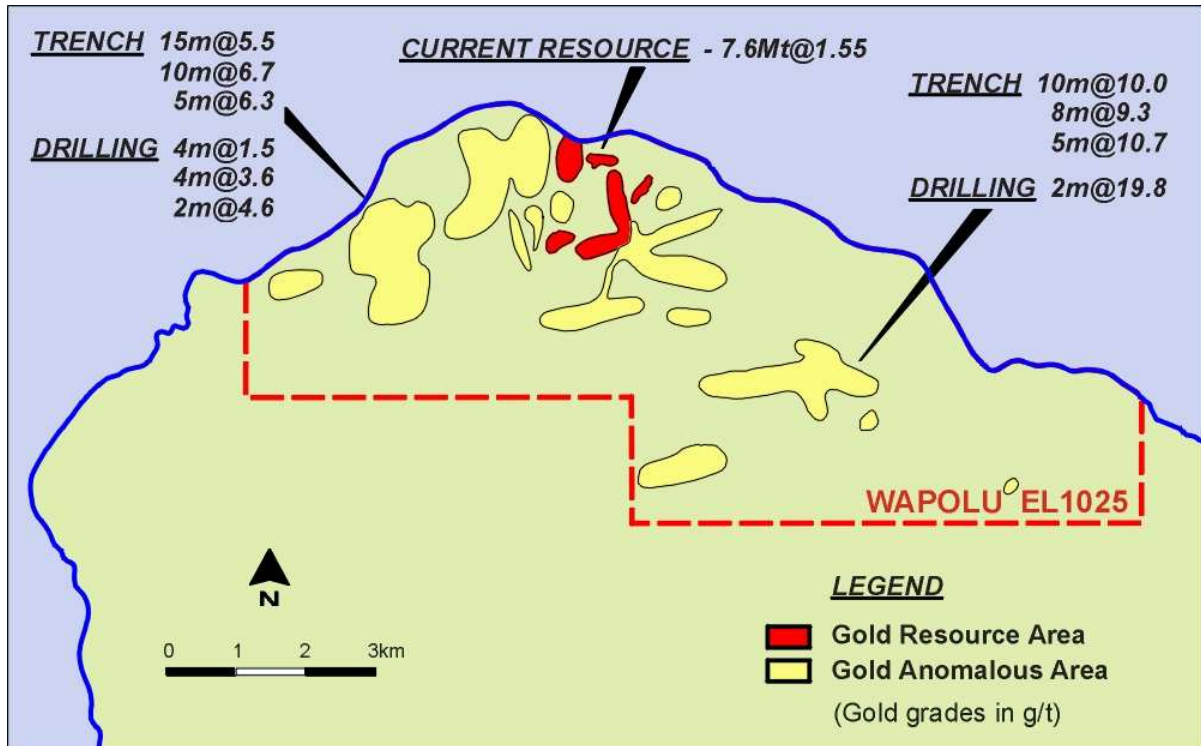 TRENCH 15m@5.5
10m@6.7
5m@6.3
DRILLING 4m@1.5
4m@3.6
2m@4.6
CURRENT RESOURCE - 7.6Mt@1.55
TRENCH 10m@10.0
8m@9.3
5m@10.7
DRILLING 2m@19.8
WAPOLU EL1025
N
0 1 2 3km
LEGEND
Gold Resource Area
Gold Anomalous Area
(Gold grades in g/t)